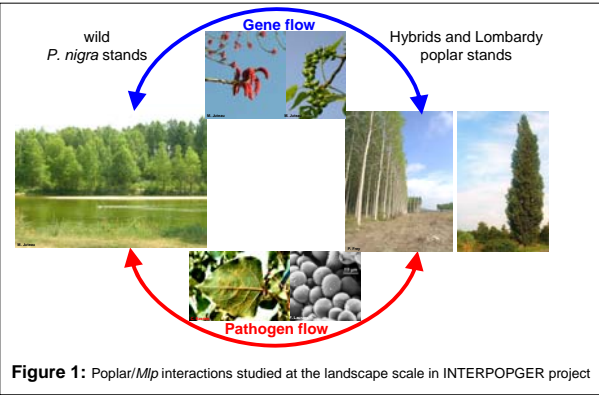 Gene flow
wild
P. nigra stands
Hybrids and Lombardy
poplar stands
Pathogen flow
Figure 1: Poplar/Mlp interactions studied at the landscape scale in INTERPOPGER project